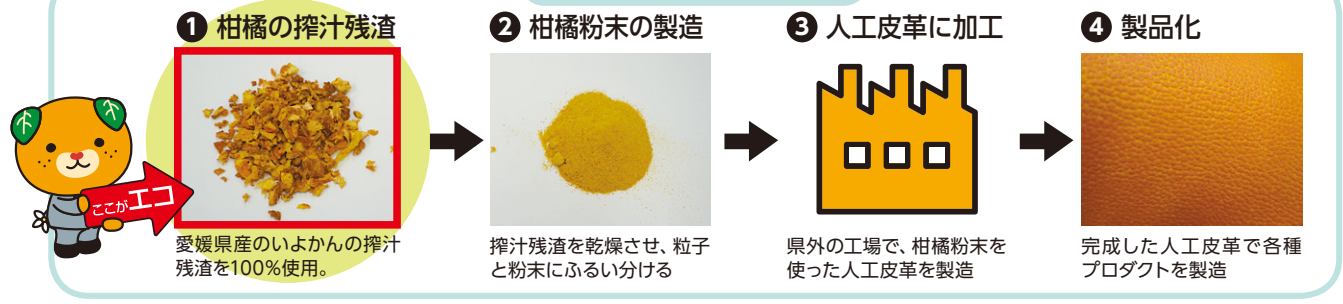 ❶ 柑橘の搾汁残渣
ここがエコ
愛媛県産のいよかんの搾汁
残渣を100%使用。
❷ 柑橘粉末の製造
搾汁残渣を乾燥させ、粒子
と粉末にふるい分ける
❸ 人工皮革に加工
県外の工場で、柑橘粉末を
使った人工皮革を製造
❹ 製品化
完成した人工皮革で各種
プロダクトを製造